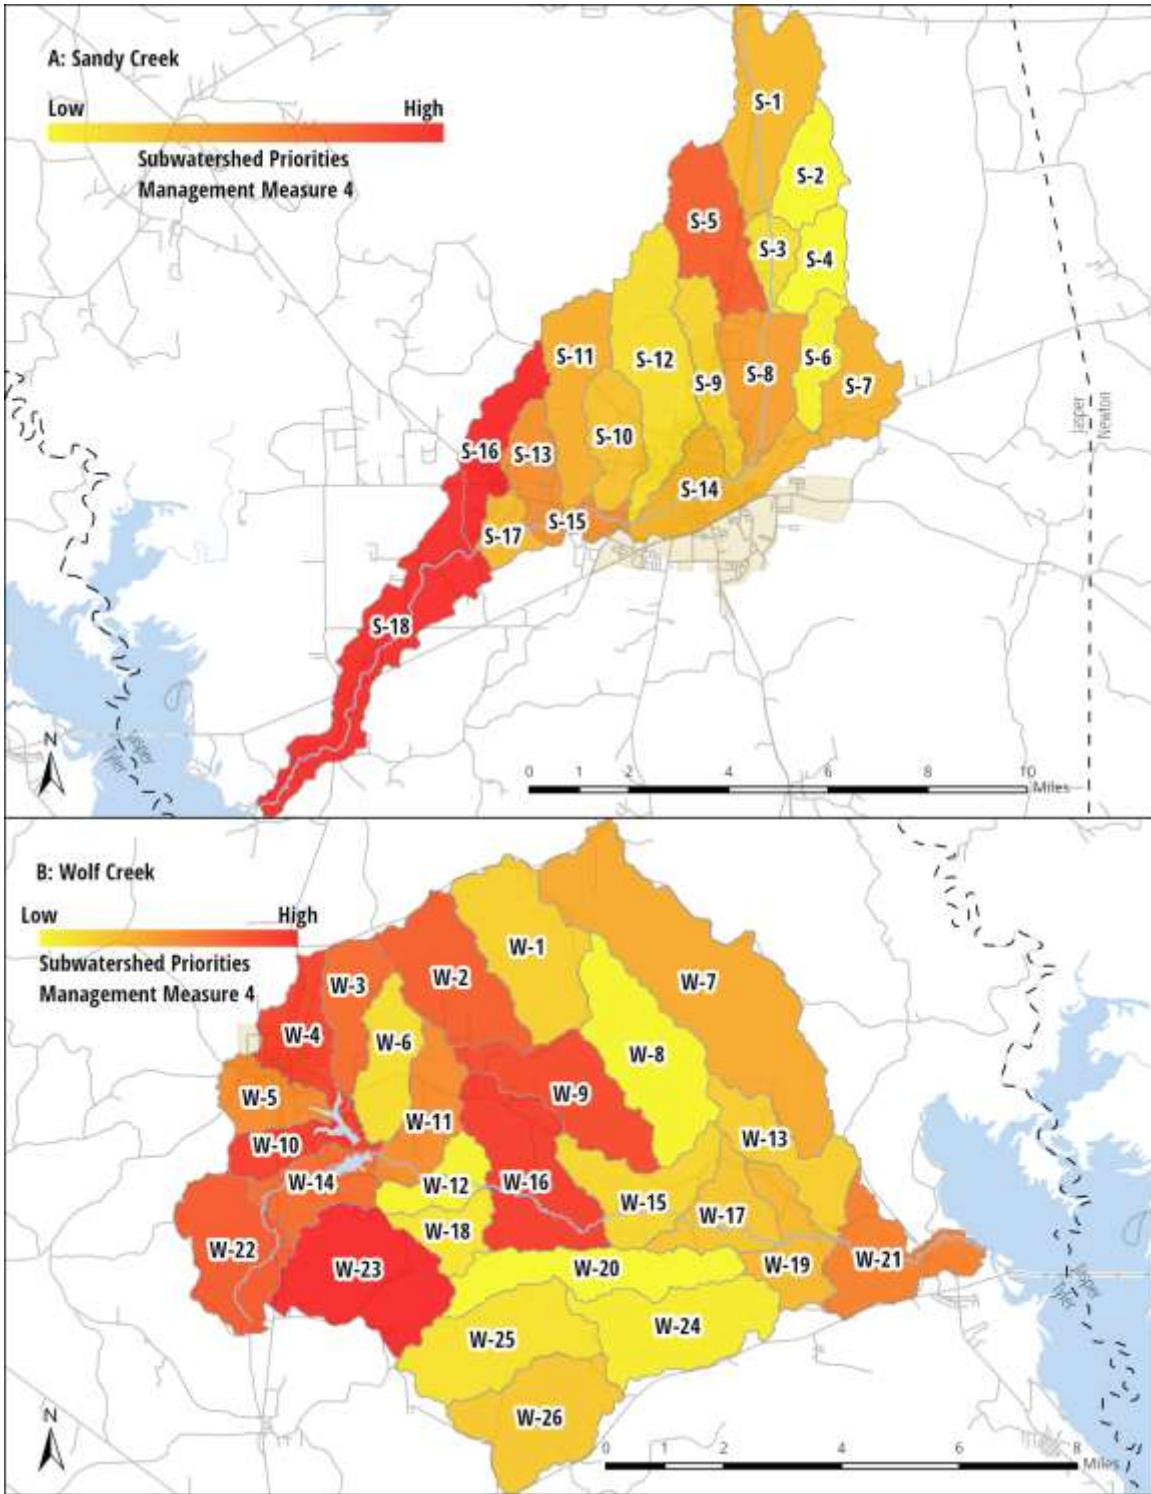 A: Sandy Creek
Low High
Subwatershed Priorities
Management Measure 4
S-1
S-2
S-5
S-3
S-4
S-11
S-12
S-6
S-8
S-9
S-7
S-10
S-16
S-13
S-14
S-15
S-17
S-18
Jasper
Newton
Jasper
Tyler
N
0 2 4 6 8 10
Miles
B: Wolf Creek
Low High
Subwatershed Priorities
Management Measure 4
W-1
W-2
W-3
W-7
W-4
W-6
W-8
W-5
W-9
W-11
W-10
W-13
W-14
W-12
W-16
W-15
W-17
W-18
W-22
W-21
W-23
W-20
W-19
W-24
W-25
W-26
Jasper
Tyler
N
0 2 4 6 8
Miles